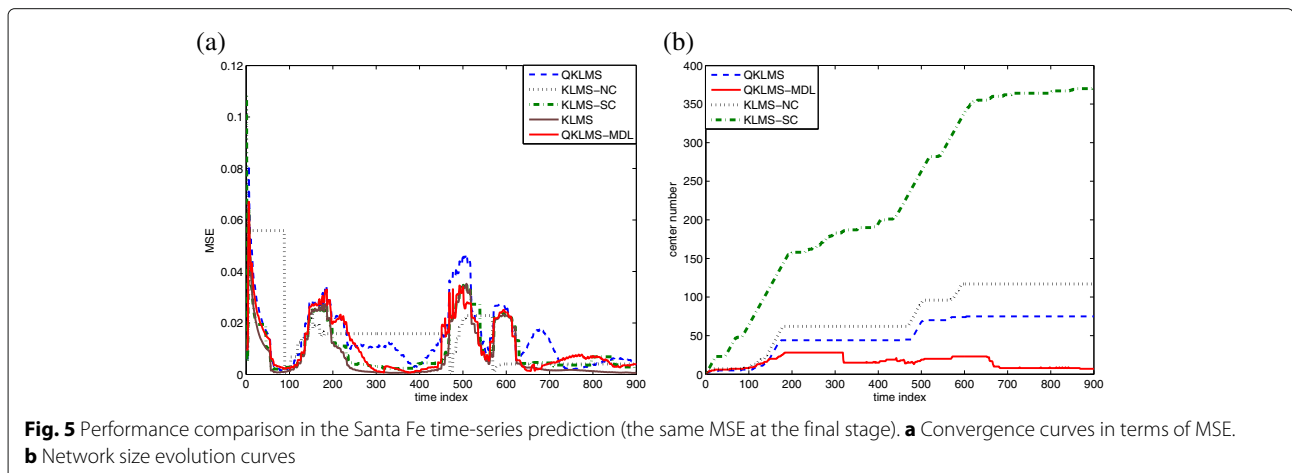 (a)
0.12
0.1
0.08
0.06
0.04
0.02
0
MSE
0 100 200 300 400 500 600 700 800 900
time index
QKLMS
KLMS−NC
KLMS−SC
KLMS
QKLMS−MDL
(b)
400
350
300
250
200
150
100
50
0
center number
0 100 200 300 400 500 600 700 800 900
time index
QKLMS
QKLMS−MDL
KLMS−NC
KLMS−SC
Fig. 5 Performance comparison in the Santa Fe time-series prediction (the same MSE at the final stage). a Convergence curves in terms of MSE.
b Network size evolution curves